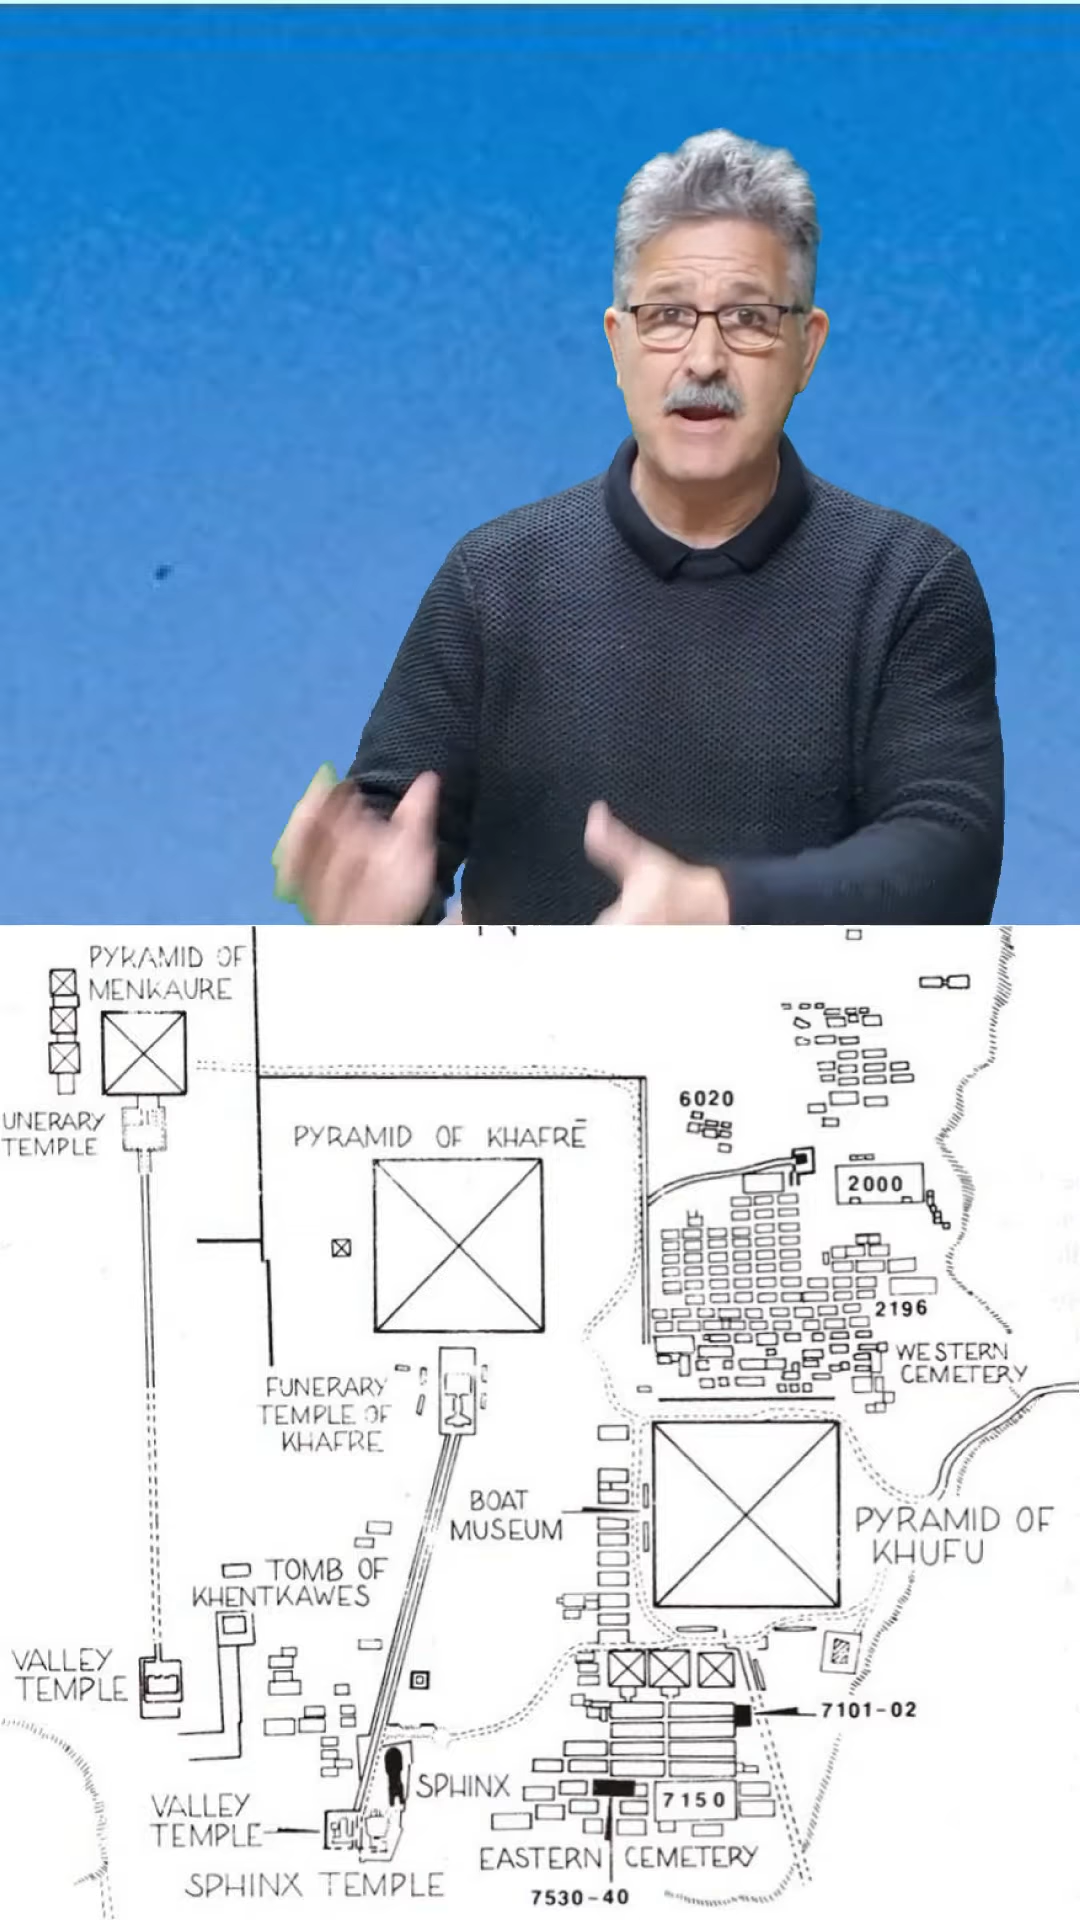 PYRAMID OF
MENKAURE
UNERARY
TEMPLE
PYRAMID OF KHAFRĒ
6020
2000
2196
WESTERN
CEMETERY
FUNERARY
TEMPLE OF
KHAFRE
BOAT
MUSEUM
PYRAMID OF
KHUFU
TOMB OF
KHENTKAWES
VALLEY
TEMPLE
7101-02
SPHINX
7150
VALLEY
TEMPLE
EASTERN CEMETERY
SPHINX TEMPLE
7530-40